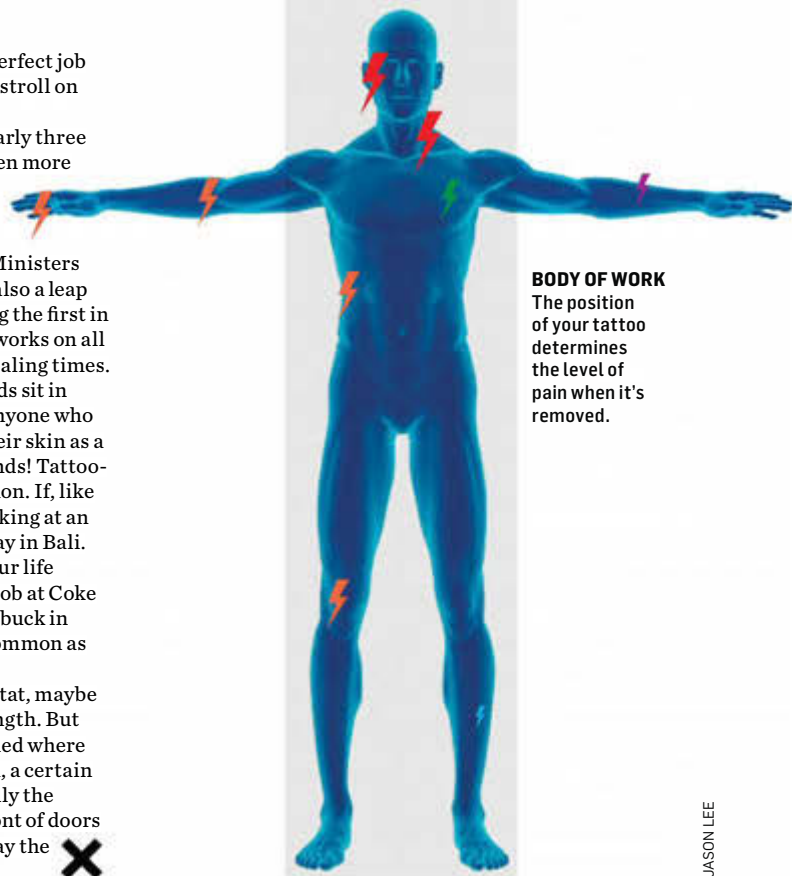 erfect job
stroll on
arly three
en more
Ministers
also a leap
g the first in
works on all
aling times.
ds sit in
nyone who
eir skin as a
nds! Tattoo-
on. If, like
king at an
ay in Bali.
ur life
ob at Coke
buck in
ommon as
tat, maybe
ngth. But
ed where
, a certain
ly the
ont of doors
ay the
BODY OF WORK
The position
of your tattoo
determines
the level of
pain when it's
removed.
JASON LEE